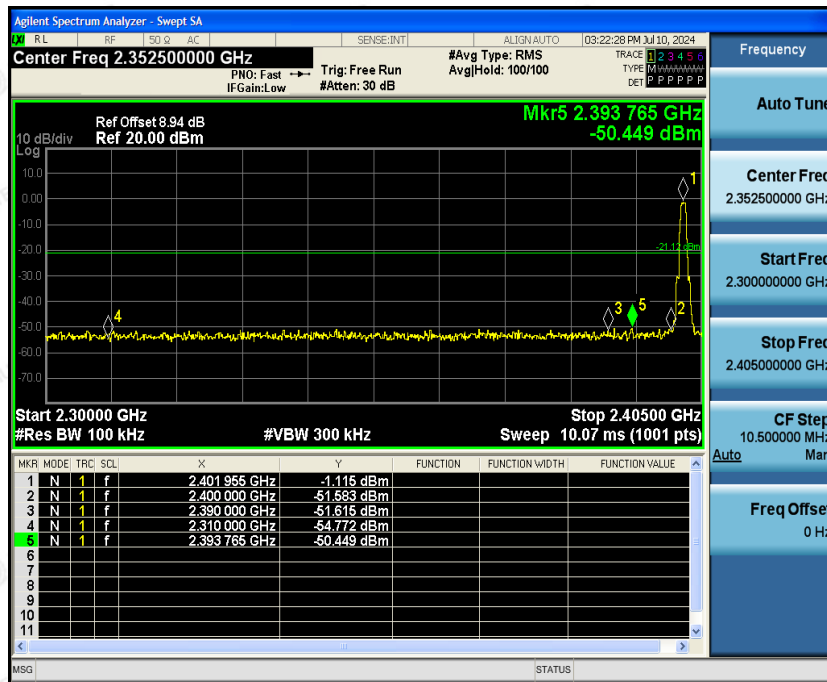 Agilent Spectrum Analyzer - Swept SA
LXI RL RF 50 Ω AC SENSE:INT ALIGN AUTO 03:22:28 PM Jul 10, 2024
Center Freq 2.352500000 GHz
PNO: Fast
IFGain:Low
Trig: Free Run
#Atten: 30 dB
#Avg Type: RMS
Avg|Hold: 100/100
TRACE 1 2 3 4 5 6
TYPE M
DET P P P P P P
Mkr5 2.393 765 GHz
-50.449 dBm
Ref Offset 8.94 dB
10 dB/div Ref 20.00 dBm
Log
10.0
0.00
-10.0
-20.0
-30.0
-40.0
-50.0
-60.0
-70.0
-21.12 dBm
1
2
3
4
5
Start 2.30000 GHz Stop 2.40500 GHz
#Res BW 100 kHz #VBW 300 kHz Sweep 10.07 ms (1001 pts)
MKR MODE TRC SCL X Y FUNCTION FUNCTION WIDTH FUNCTION VALUE
1 N 1 f 2.401 955 GHz -1.115 dBm
2 N 1 f 2.400 000 GHz -51.583 dBm
3 N 1 f 2.390 000 GHz -51.615 dBm
4 N 1 f 2.310 000 GHz -54.772 dBm
5 N 1 f 2.393 765 GHz -50.449 dBm
6
7
8
9
10
11
MSG STATUS
Frequency
Auto Tune
Center Freq
2.352500000 GHz
Start Freq
2.300000000 GHz
Stop Freq
2.405000000 GHz
CF Step
10.500000 MHz
Auto Man
Freq Offset
0 Hz